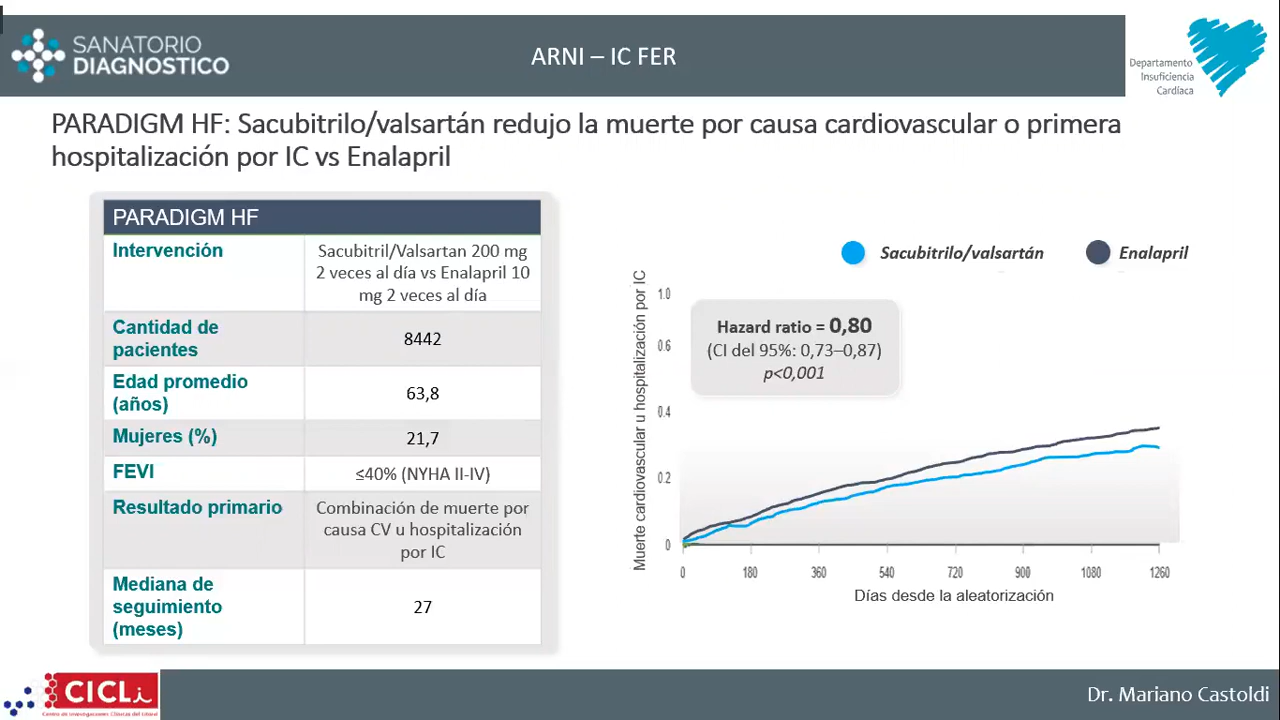 SANATORIO
DIAGNOSTICO
ARNI – IC FER
Departamento
Insuficiencia
Cardíaca
PARADIGM HF: Sacubitrilo/valsartán redujo la muerte por causa cardiovascular o primera
hospitalización por IC vs Enalapril
PARADIGM HF
Intervención
Sacubitril/Valsartan 200 mg
2 veces al día vs Enalapril 10
mg 2 veces al día
Cantidad de
pacientes
8442
Edad promedio
(años)
63,8
Mujeres (%)
21,7
FEVI
≤40% (NYHA II-IV)
Resultado primario
Combinación de muerte por
causa CV u hospitalización
por IC
Mediana de
seguimiento
(meses)
27
Sacubitrilo/valsartán
Enalapril
Muerte cardiovascular u hospitalización por IC
1.0
0.6
0.4
0.2
0
Hazard ratio = 0,80
(CI del 95%: 0,73–0,87)
p<0,001
0 180 360 540 720 900 1080 1260
Días desde la aleatorización
CICLi
Centro de Investigaciones Clínicas del Litoral
Dr. Mariano Castoldi